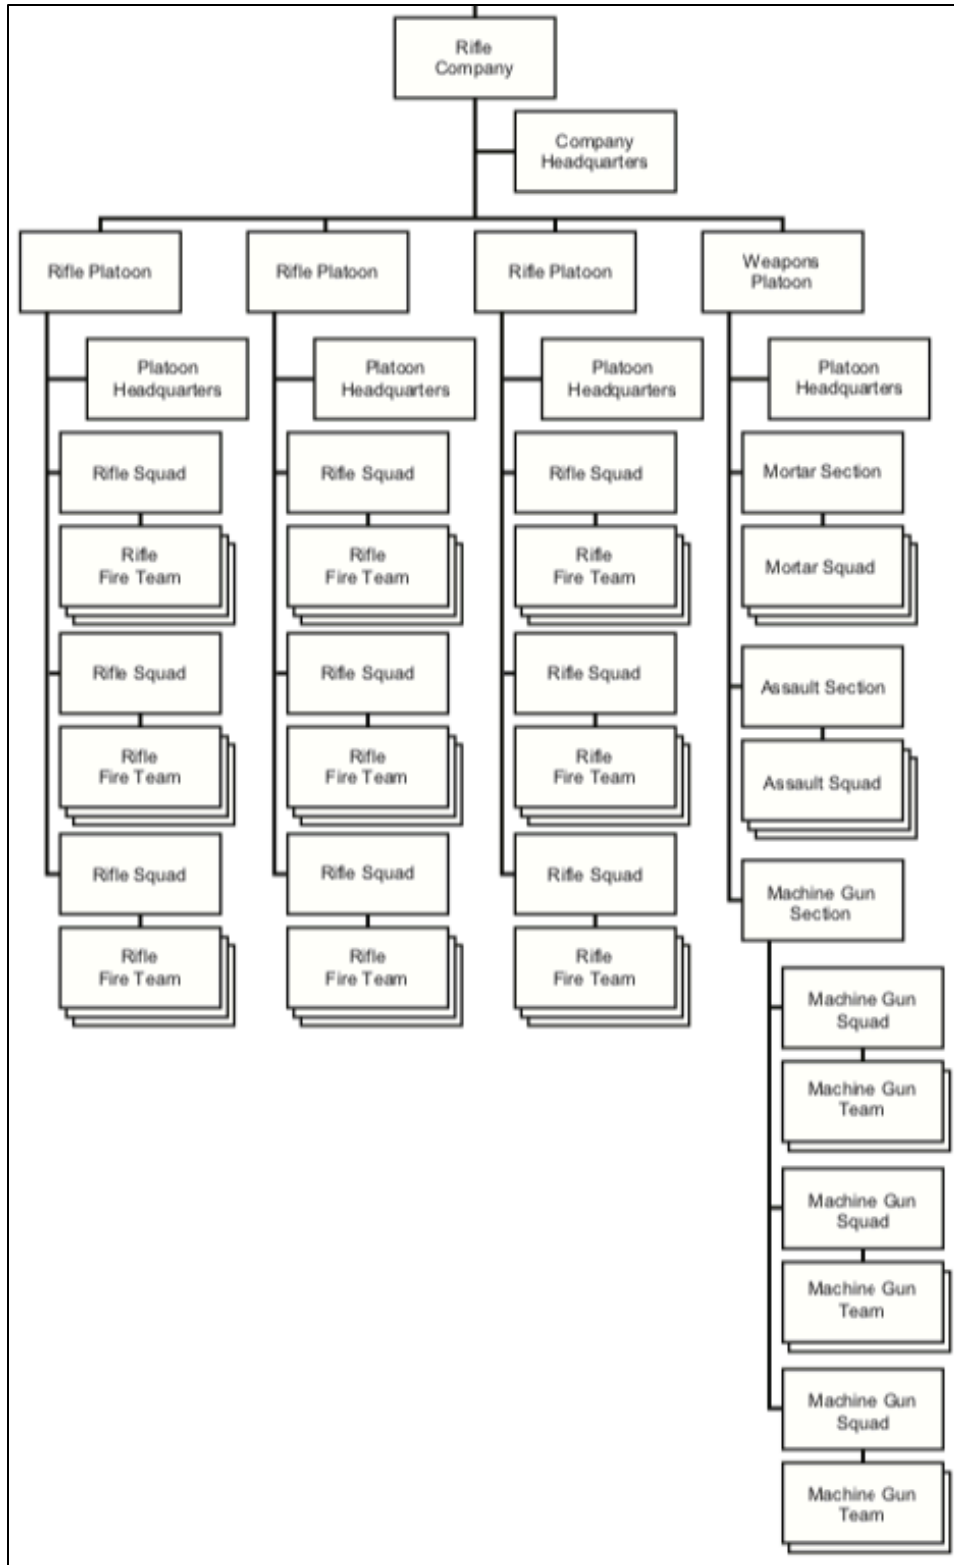 Rifle
Company
Company
Headquarters
Rifle Platoon
Platoon
Headquarters
Rifle Squad
Rifle
Fire Team
Rifle Squad
Rifle
Fire Team
Rifle Squad
Rifle
Fire Team
Rifle Platoon
Platoon
Headquarters
Rifle Squad
Rifle
Fire Team
Rifle Squad
Rifle
Fire Team
Rifle Squad
Rifle
Fire Team
Rifle Platoon
Platoon
Headquarters
Rifle Squad
Rifle
Fire Team
Rifle Squad
Rifle
Fire Team
Rifle Squad
Rifle
Fire Team
Weapons
Platoon
Platoon
Headquarters
Mortar Section
Mortar Squad
Assault Section
Assault Squad
Machine Gun
Section
Machine Gun
Squad
Machine Gun
Team
Machine Gun
Squad
Machine Gun
Team
Machine Gun
Squad
Machine Gun
Team